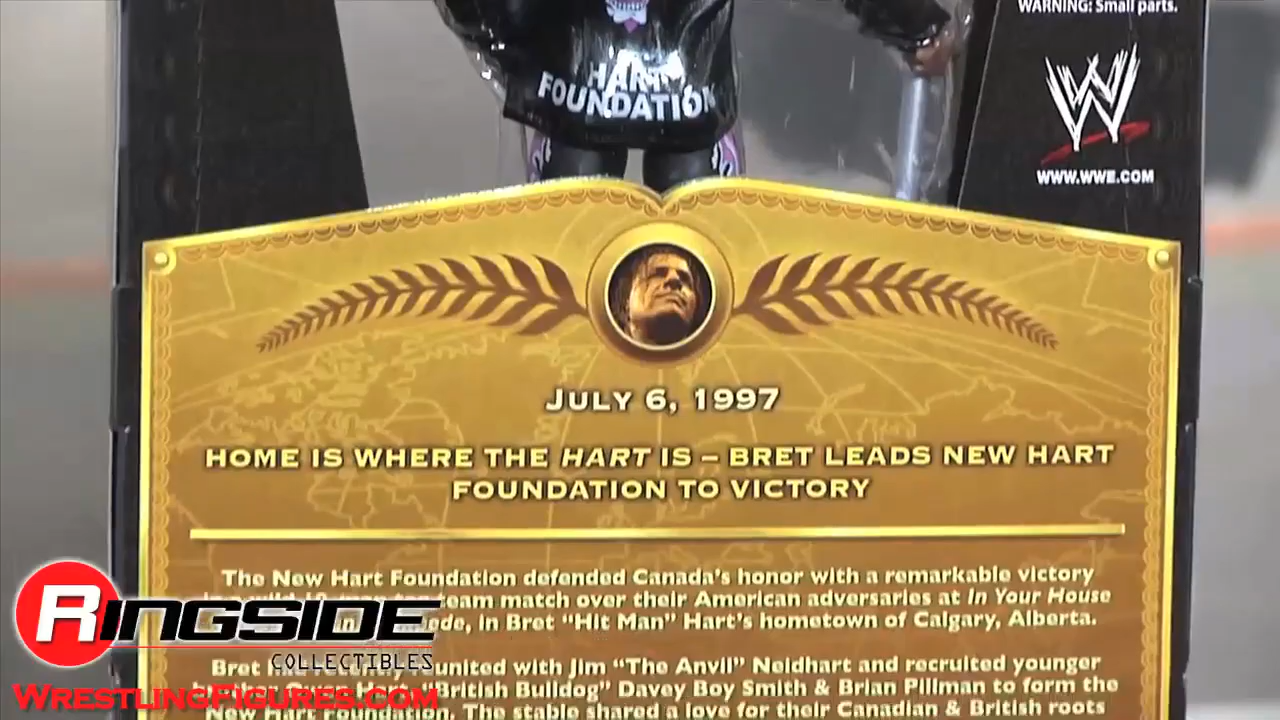 WARNING: Small parts.
HART
FOUNDATION
W
WWW.WWE.COM
JULY 6, 1997
HOME IS WHERE THE HART IS – BRET LEADS NEW HART
FOUNDATION TO VICTORY
The New Hart Foundation defended Canada's honor with a remarkable victory
team match over their American adversaries at In Your House
in Bret "Hit Man" Hart's hometown of Calgary, Alberta.
Bret united with Jim "The Anvil" Neidhart and recruited younger
"British Bulldog" Davey Boy Smith & Brian Pillman to form the
New Hart Foundation. The stable shared a love for their Canadian & British roots
RINGSIDE
COLLECTIBLES
WRESTLINGFIGURES.COM